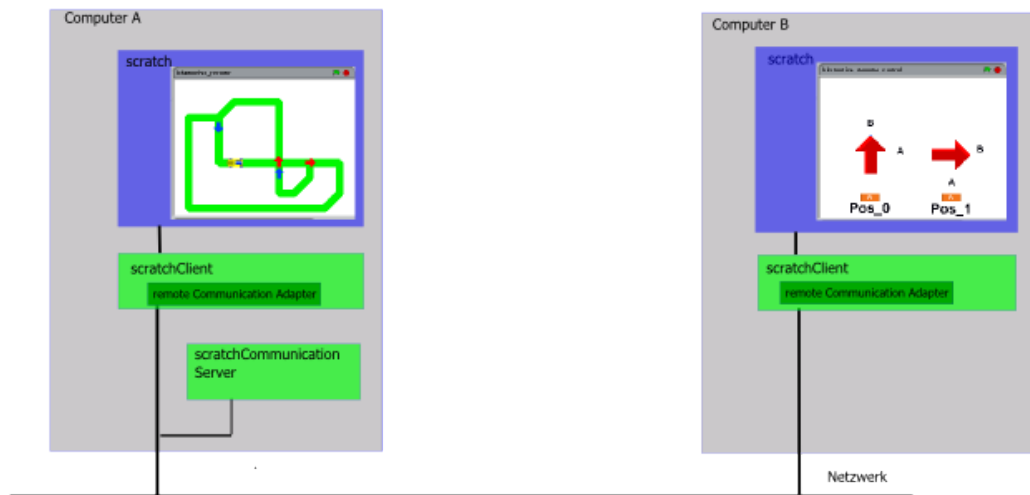 Computer A
scratch
scratchClient
remote Communication Adapter
scratchCommunication
Server
Computer B
scratch
B
A
B
A
Pos_0
Pos_1
scratchClient
remote Communication Adapter
Netzwerk